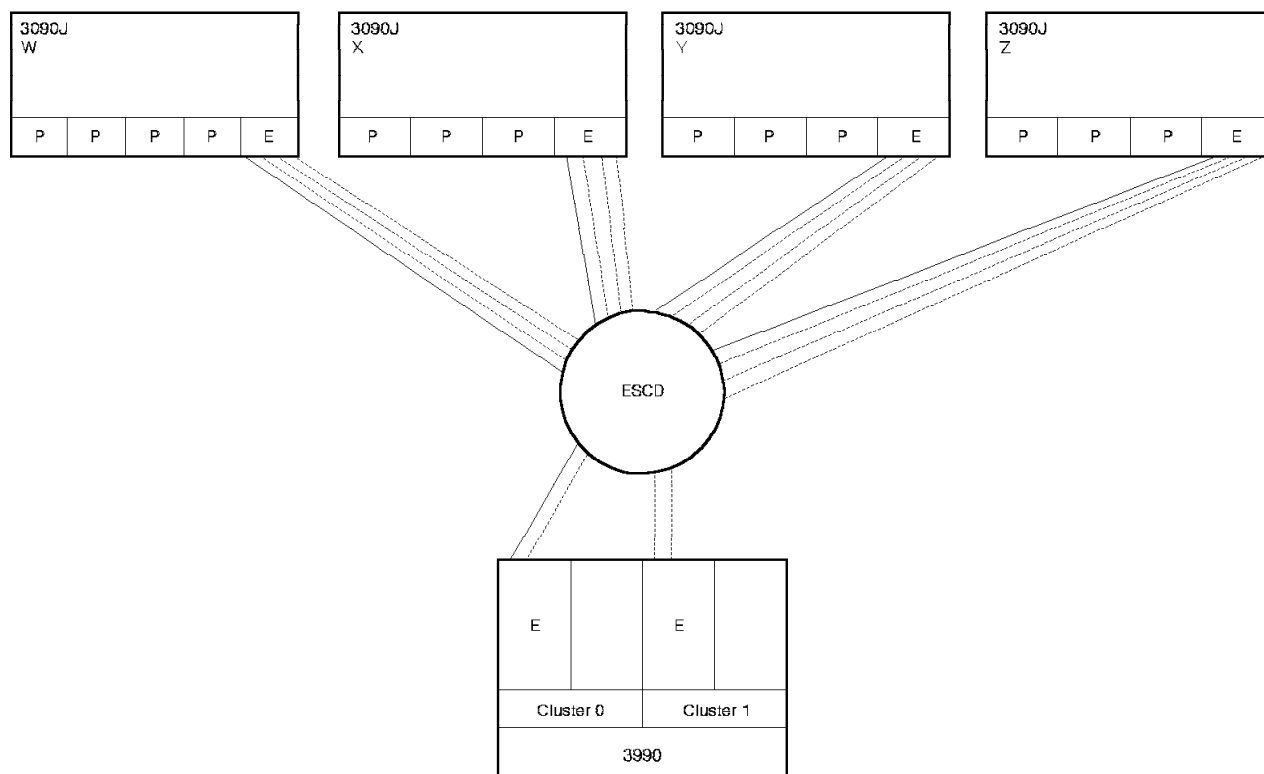 3090J
W
P P P P E
3090J
X
P P P E
3090J
Y
P P P E
3090J
Z
P P P E
ESCD
E E
Cluster 0 Cluster 1
3990